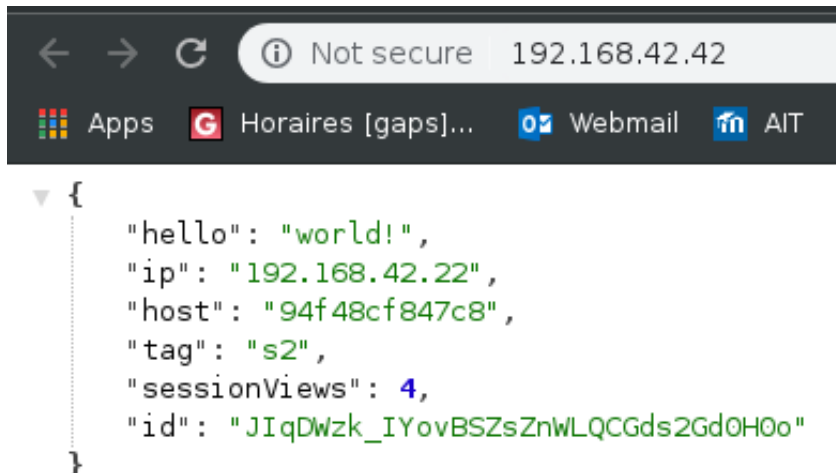 Not secure 192.168.42.42
Apps G Horaires [gaps]... Webmail AIT
{
"hello": "world!",
"ip": "192.168.42.22",
"host": "94f48cf847c8",
"tag": "s2",
"sessionViews": 4,
"id": "JIqDWzk_IYovBSZsZnWLQCGds2Gd0H0o"
}